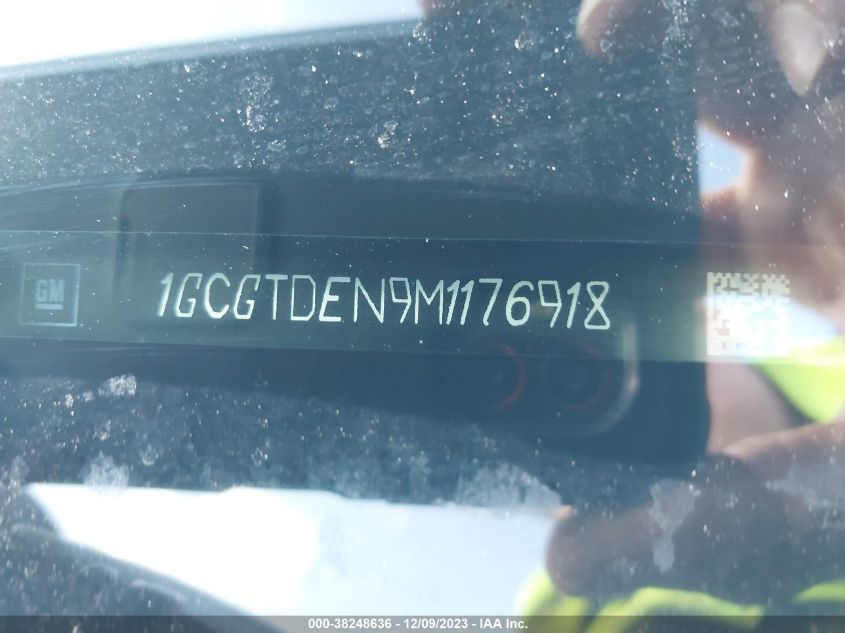 GM
1GCGTDEN9M1176918
000-38248636 - 12/09/2023 - IAA Inc.